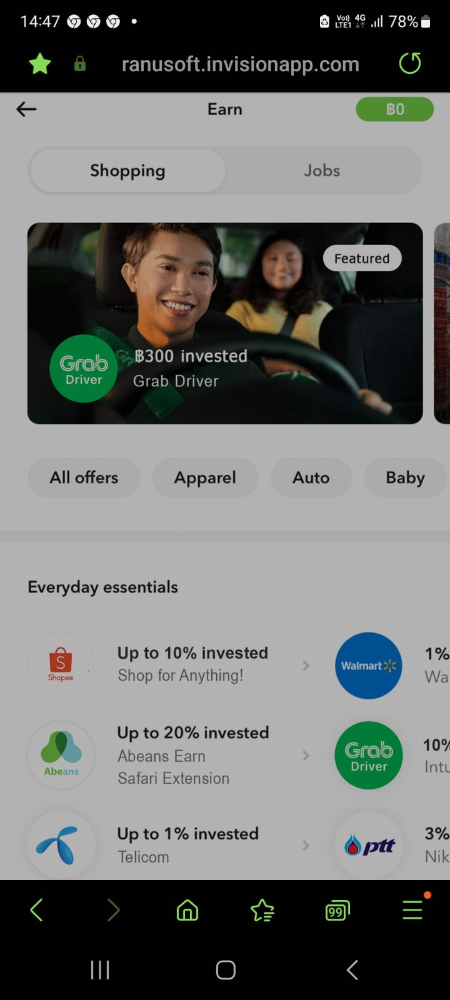 14:47
Vo)) 4G
LTE1
78%
ranusoft.invisionapp.com
Earn
฿0
Shopping
Jobs
Featured
Grab
Driver
฿300 invested
Grab Driver
All offers
Apparel
Auto
Baby
Everyday essentials
S
Shopee
Up to 10% invested
Shop for Anything!
Walmart
1%
Wa
Abeans
Up to 20% invested
Abeans Earn
Safari Extension
Grab
Driver
10%
Intu
Up to 1% invested
Telicom
ptt
3%
Nik
99